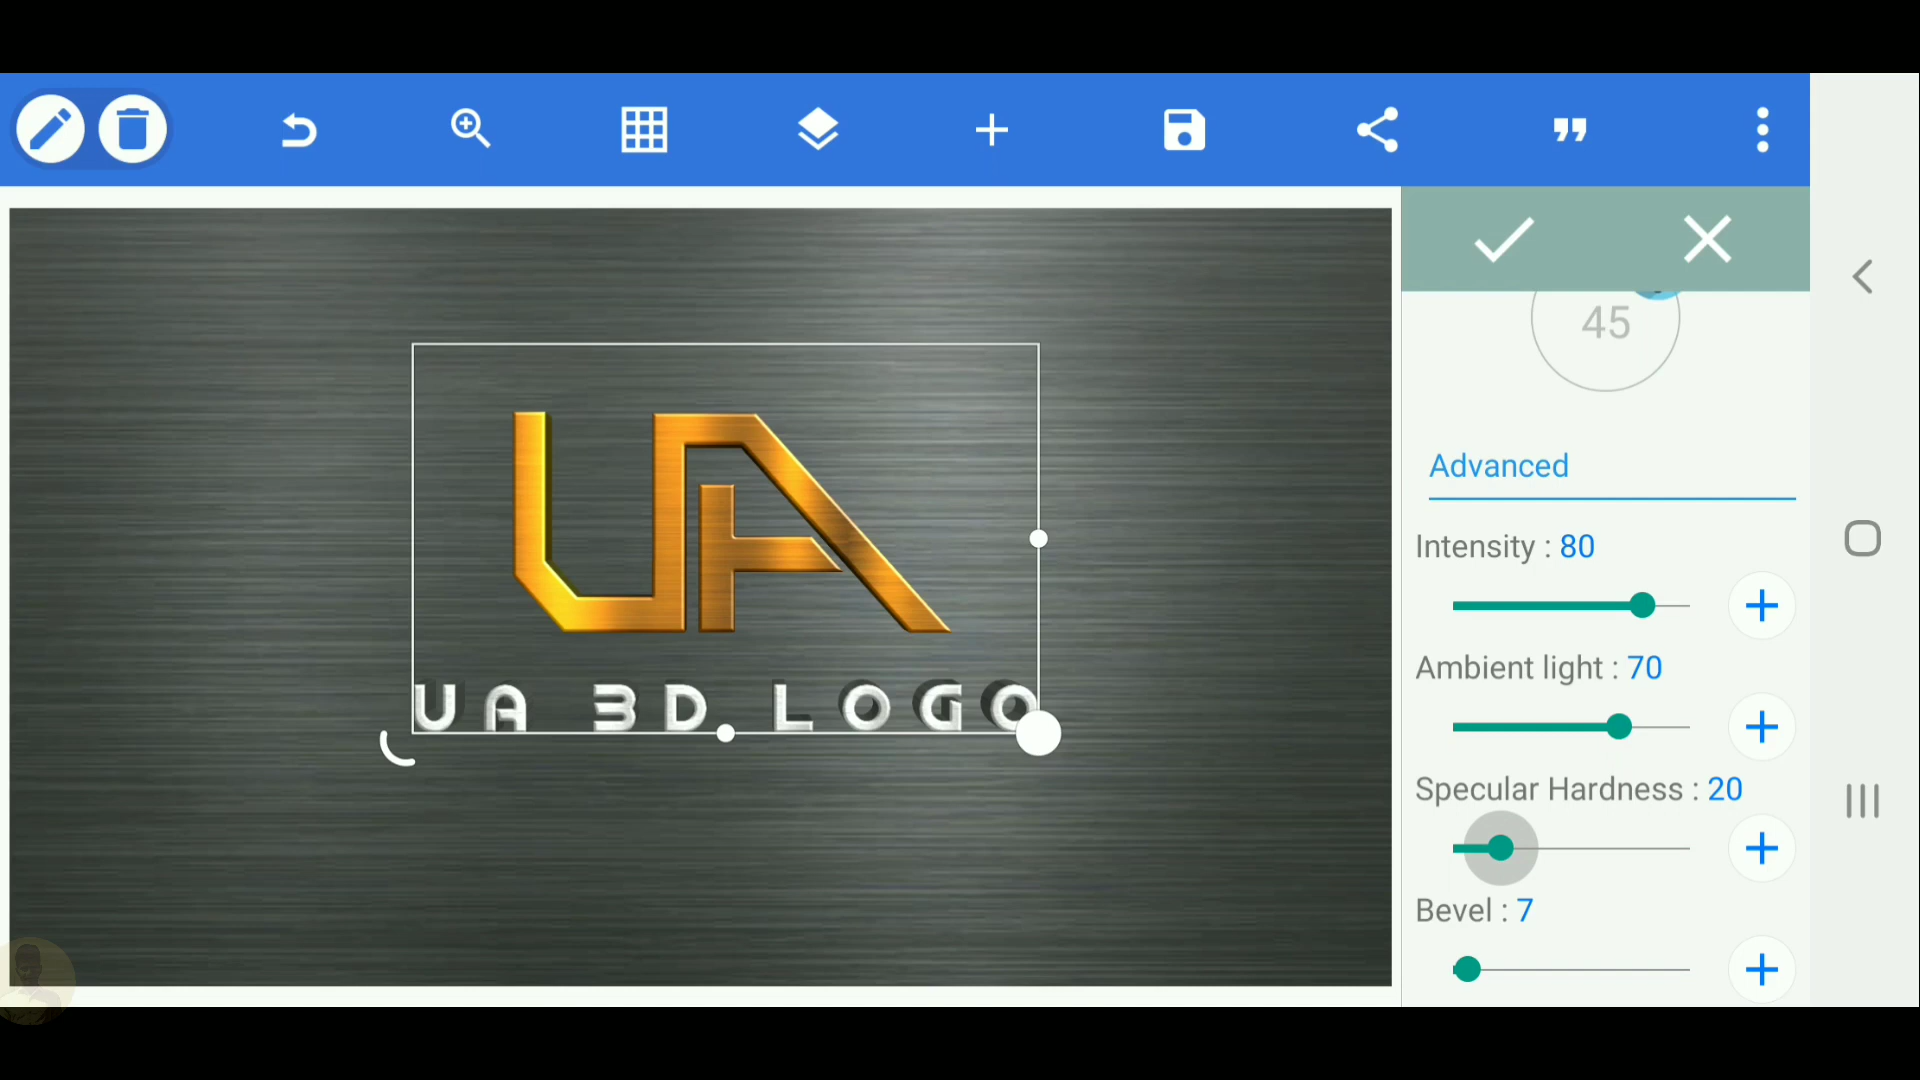 45
Advanced
Intensity : 80
Ambient light : 70
Specular Hardness : 20
Bevel : 7
UA
UA 3D LOGO